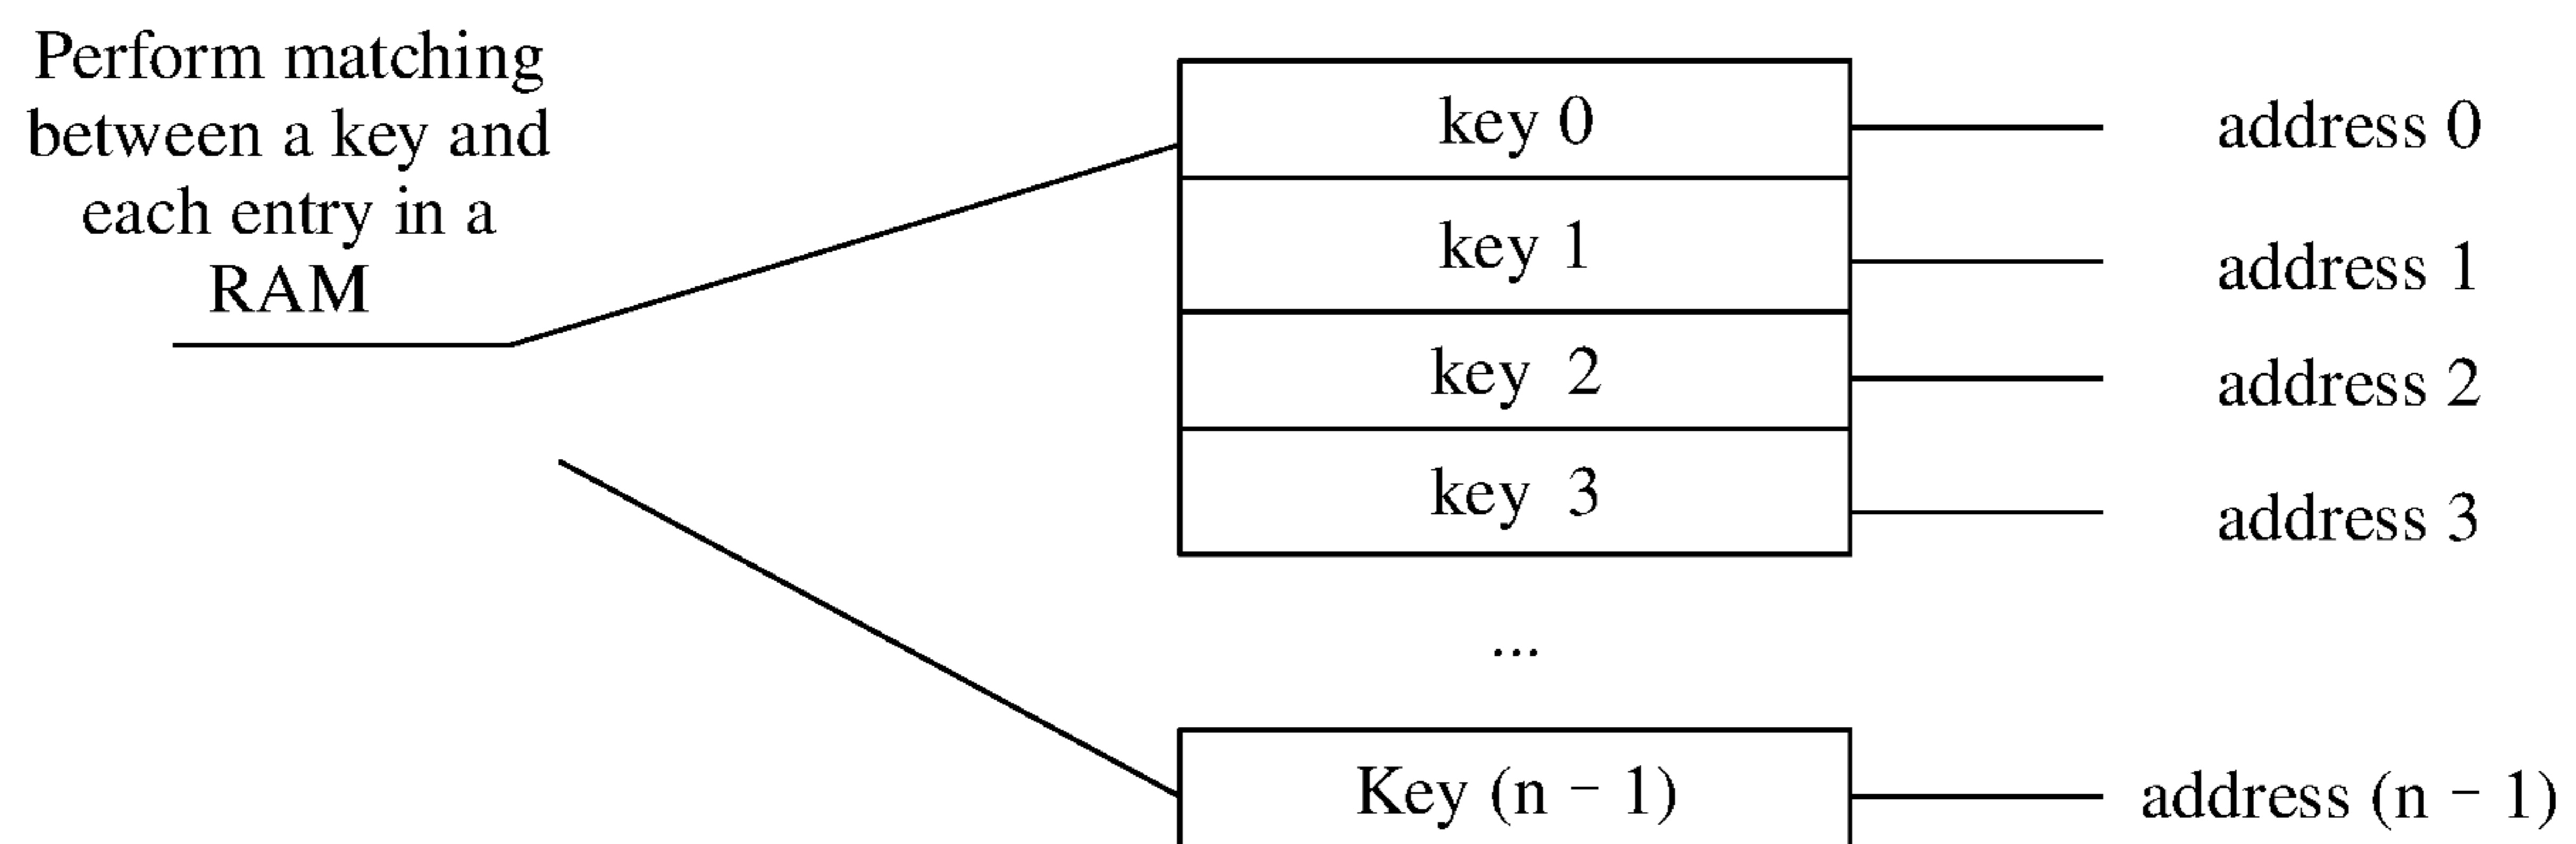 Perform matching
between a key and
each entry in a
RAM
key 0
address 0
key 1
address 1
key 2
address 2
key 3
address 3
...
Key (n − 1)
address (n − 1)